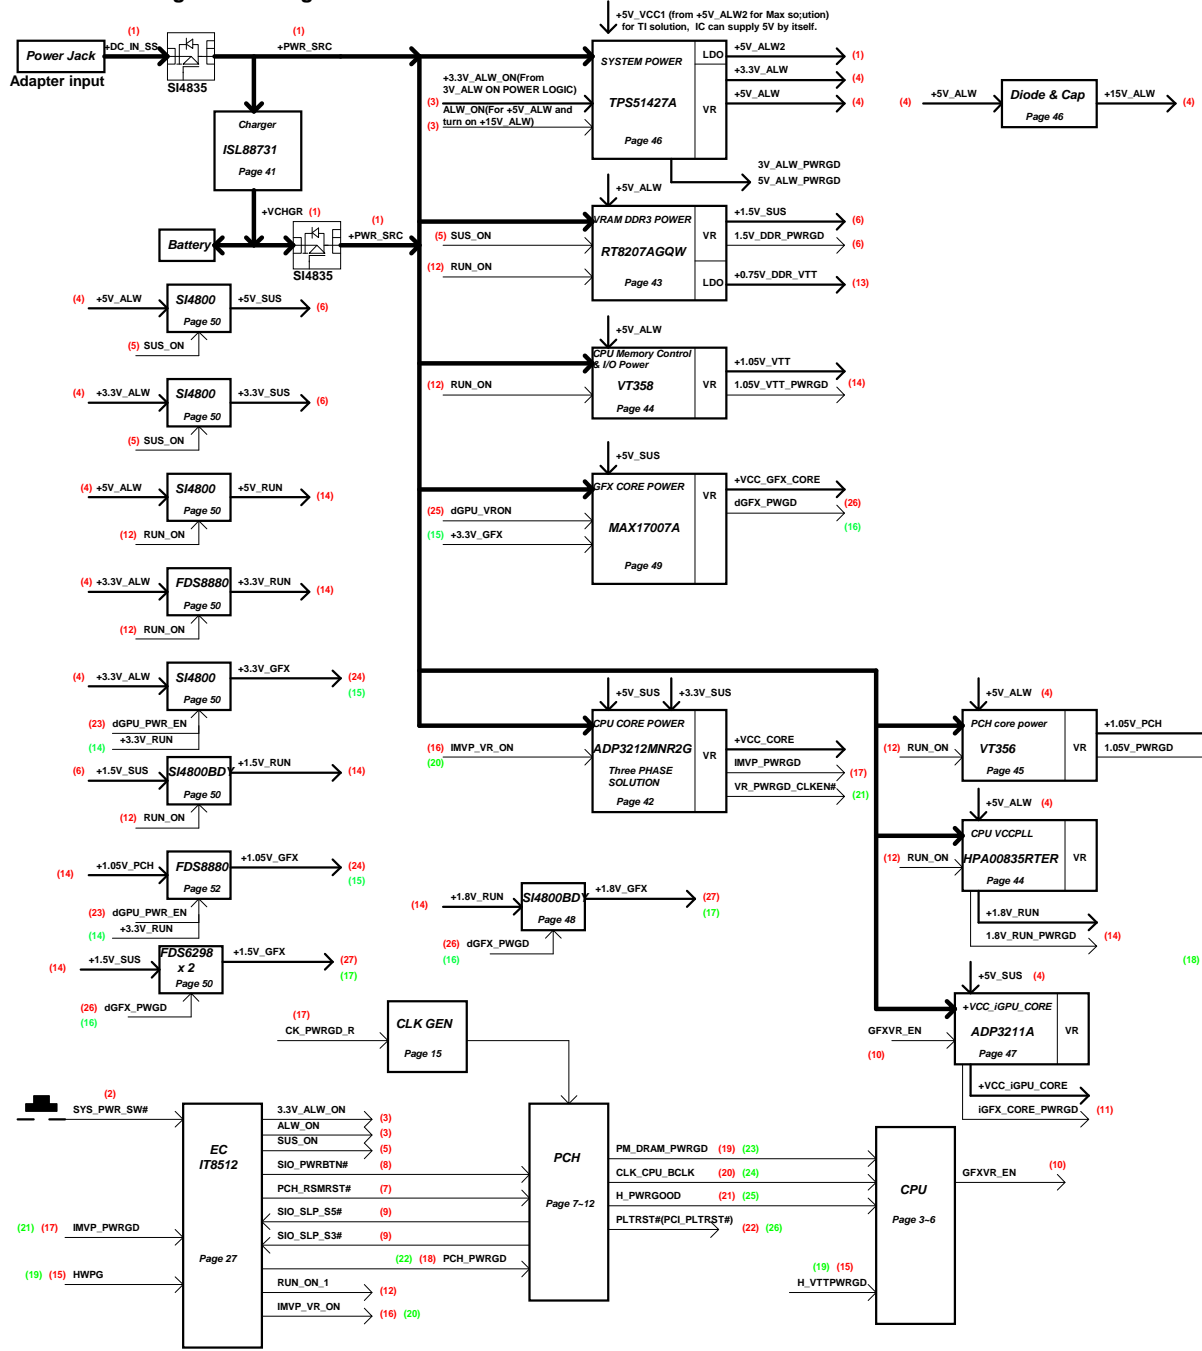 +5V_VCC1 (from +5V_ALW2 for Max so;ution)
for TI solution, IC can supply 5V by itself.
Power Jack
Adapter input
+DC_IN_SS
(1)
SI4835
(1)
+PWR_SRC
Charger
ISL88731
Page 41
+VCHGR (1)
Battery
SI4835
(1)
+PWR_SRC
+3.3V_ALW_ON(From
3V_ALW ON POWER LOGIC)
(3)
ALW_ON(For +5V_ALW and
turn on +15V_ALW)
(3)
SYSTEM POWER
TPS51427A
Page 46
LDO
VR
+5V_ALW2
(1)
+3.3V_ALW
(4)
+5V_ALW
(4)
3V_ALW_PWRGD
5V_ALW_PWRGD
(4) +5V_ALW
Diode & Cap
Page 46
+15V_ALW (4)
+5V_ALW
(5) SUS_ON
(12) RUN_ON
VRAM DDR3 POWER
RT8207AGQW
Page 43
VR
LDO
+1.5V_SUS
(6)
1.5V_DDR_PWRGD
(6)
+0.75V_DDR_VTT
(13)
+5V_ALW
(12) RUN_ON
CPU Memory Control
& I/O Power
VT358
Page 44
VR
+1.05V_VTT
1.05V_VTT_PWRGD (14)
+5V_SUS
(25) dGPU_VRON
(15) +3.3V_GFX
GFX CORE POWER
MAX17007A
Page 49
VR
+VCC_GFX_CORE
dGFX_PWGD (26)
(16)
(4) +5V_ALW
SI4800
Page 50
+5V_SUS
(6)
(5) SUS_ON
(4) +3.3V_ALW
SI4800
Page 50
+3.3V_SUS
(6)
(5) SUS_ON
(4) +5V_ALW
SI4800
Page 50
+5V_RUN
(14)
(12) RUN_ON
(4) +3.3V_ALW
FDS8880
Page 50
+3.3V_RUN
(14)
(12) RUN_ON
(4) +3.3V_ALW
SI4800
Page 50
+3.3V_GFX
(24)
(15)
(23) dGPU_PWR_EN
(14) +3.3V_RUN
(6) +1.5V_SUS
SI4800BDY
Page 50
+1.5V_RUN
(14)
(12) RUN_ON
(14) +1.05V_PCH
FDS8880
Page 52
+1.05V_GFX
(24)
(15)
(23) dGPU_PWR_EN
(14) +3.3V_RUN
(14) +1.5V_SUS
FDS6298
x 2
Page 50
+1.5V_GFX
(27)
(17)
(26) dGFX_PWGD
(16)
(14) +1.8V_RUN
SI4800BDY
Page 48
+1.8V_GFX
(27)
(17)
(26) dGFX_PWGD
(16)
+5V_SUS
+3.3V_SUS
(16) IMVP_VR_ON
(20)
CPU CORE POWER
ADP3212MNR2G
Three PHASE
SOLUTION
Page 42
VR
+VCC_CORE
IMVP_PWRGD
(17)
VR_PWRGD_CLKEN# (21)
+5V_ALW (4)
(12) RUN_ON
PCH core power
VT356
Page 45
VR
+1.05V_PCH
1.05V_PWRGD
+5V_ALW (4)
(12) RUN_ON
CPU VCCPLL
HPA00835RTER
Page 44
VR
+1.8V_RUN
1.8V_RUN_PWRGD (14)
(18)
+5V_SUS (4)
GFXVR_EN
(10)
+VCC_iGPU_CORE
ADP3211A
Page 47
VR
+VCC_iGPU_CORE
iGFX_CORE_PWRGD (11)
(17)
CK_PWRGD_R
CLK GEN
Page 15
(2)
SYS_PWR_SW#
(21) (17) IMVP_PWRGD
(19) (15) HWPG
EC
IT8512
Page 27
3.3V_ALW_ON
(3)
ALW_ON
(3)
SUS_ON
(5)
SIO_PWRBTN# (8)
PCH_RSMRST# (7)
SIO_SLP_S5# (9)
SIO_SLP_S3# (9)
(22) (18) PCH_PWRGD
RUN_ON_1
(12)
IMVP_VR_ON
(16) (20)
PCH
Page 7~12
PM_DRAM_PWRGD (19) (23)
CLK_CPU_BCLK (20) (24)
H_PWRGOOD (21) (25)
PLTRST#(PCI_PLTRST#) (22) (26)
(19) (15)
H_VTTPWRGD
CPU
Page 3~6
GFXVR_EN
(10)